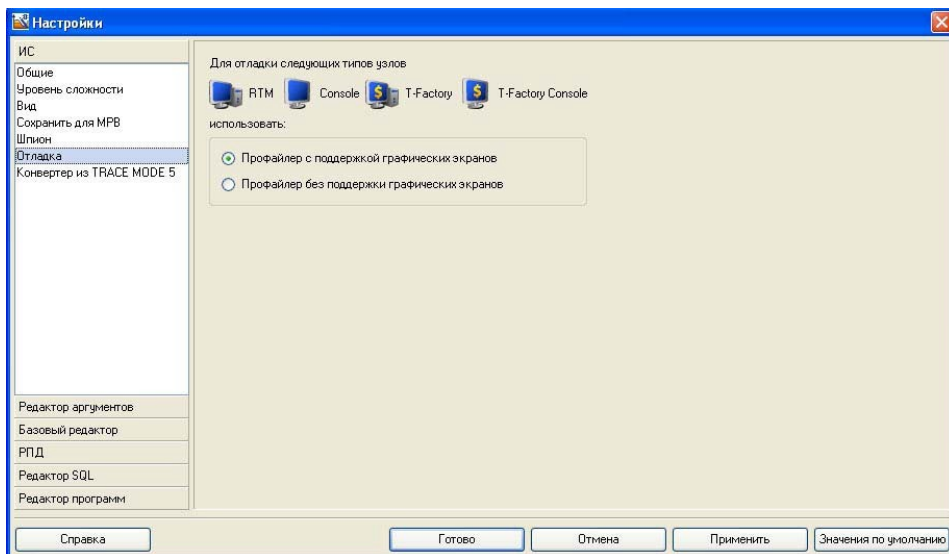 Настройки
ИС
Общие
Уровень сложности
Вид
Сохранить для МРВ
Шпион
Отладка
Конвертер из TRACE MODE 5
Редактор аргументов
Базовый редактор
РПД
Редактор SQL
Редактор программ
Для отладки следующих типов узлов
RTM Console T-Factory T-Factory Console
использовать:
Профайлер с поддержкой графических экранов
Профайлер без поддержки графических экранов
Справка Готово Отмена Применить Значения по умолчанию